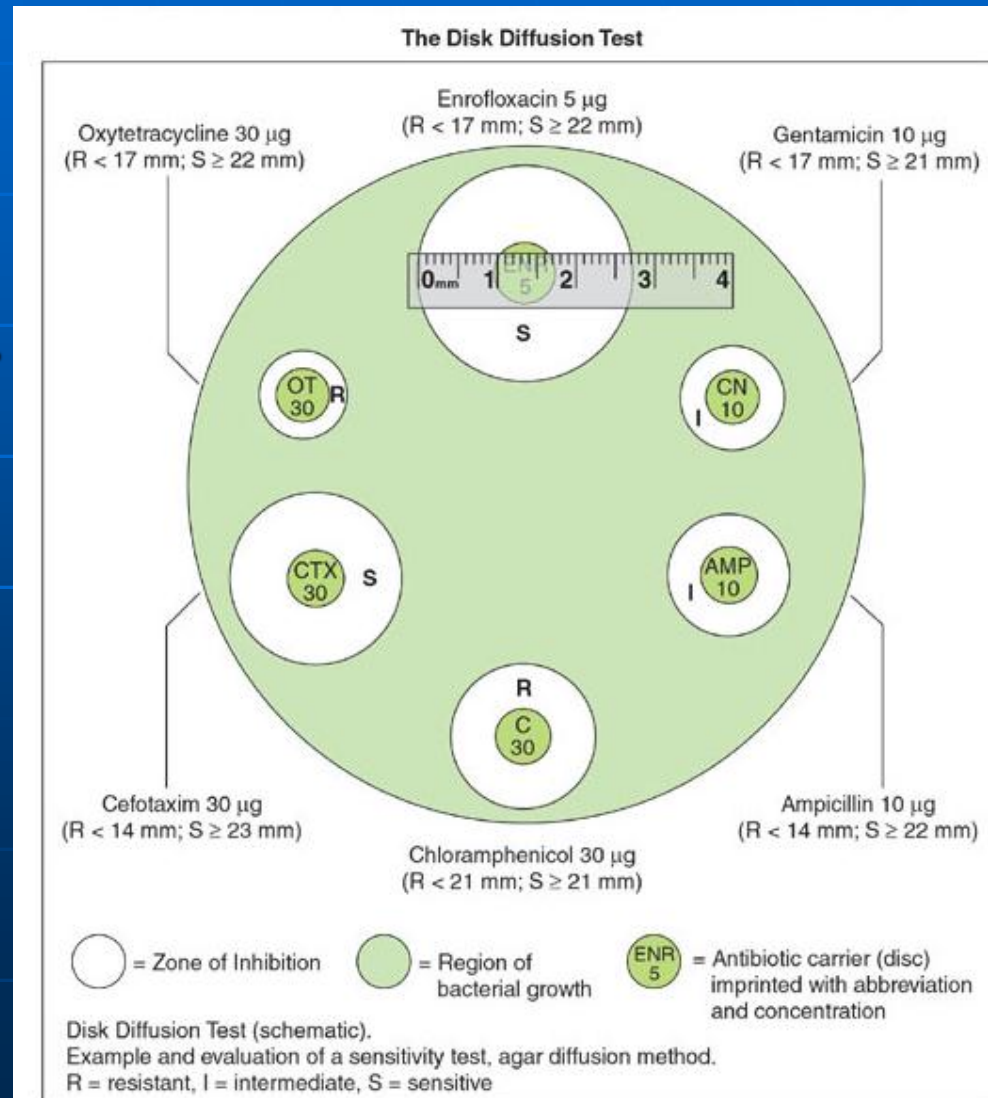 The Disk Diffusion Test
Enrofloxacin 5 µg
(R < 17 mm; S ≥ 22 mm)
Oxytetracycline 30 µg
(R < 17 mm; S ≥ 22 mm)
Gentamicin 10 µg
(R < 17 mm; S ≥ 21 mm)
0mm 1 2 3 4
ENR
5
S
OT
30
R
CN
10
I
CTX
30
S
AMP
10
I
R
C
30
Cefotaxim 30 µg
(R < 14 mm; S ≥ 23 mm)
Ampicillin 10 µg
(R < 14 mm; S ≥ 22 mm)
Chloramphenicol 30 µg
(R < 21 mm; S ≥ 21 mm)
= Zone of Inhibition
= Region of
bacterial growth
ENR
5
= Antibiotic carrier (disc)
imprinted with abbreviation
and concentration
Disk Diffusion Test (schematic).
Example and evaluation of a sensitivity test, agar diffusion method.
R = resistant, I = intermediate, S = sensitive